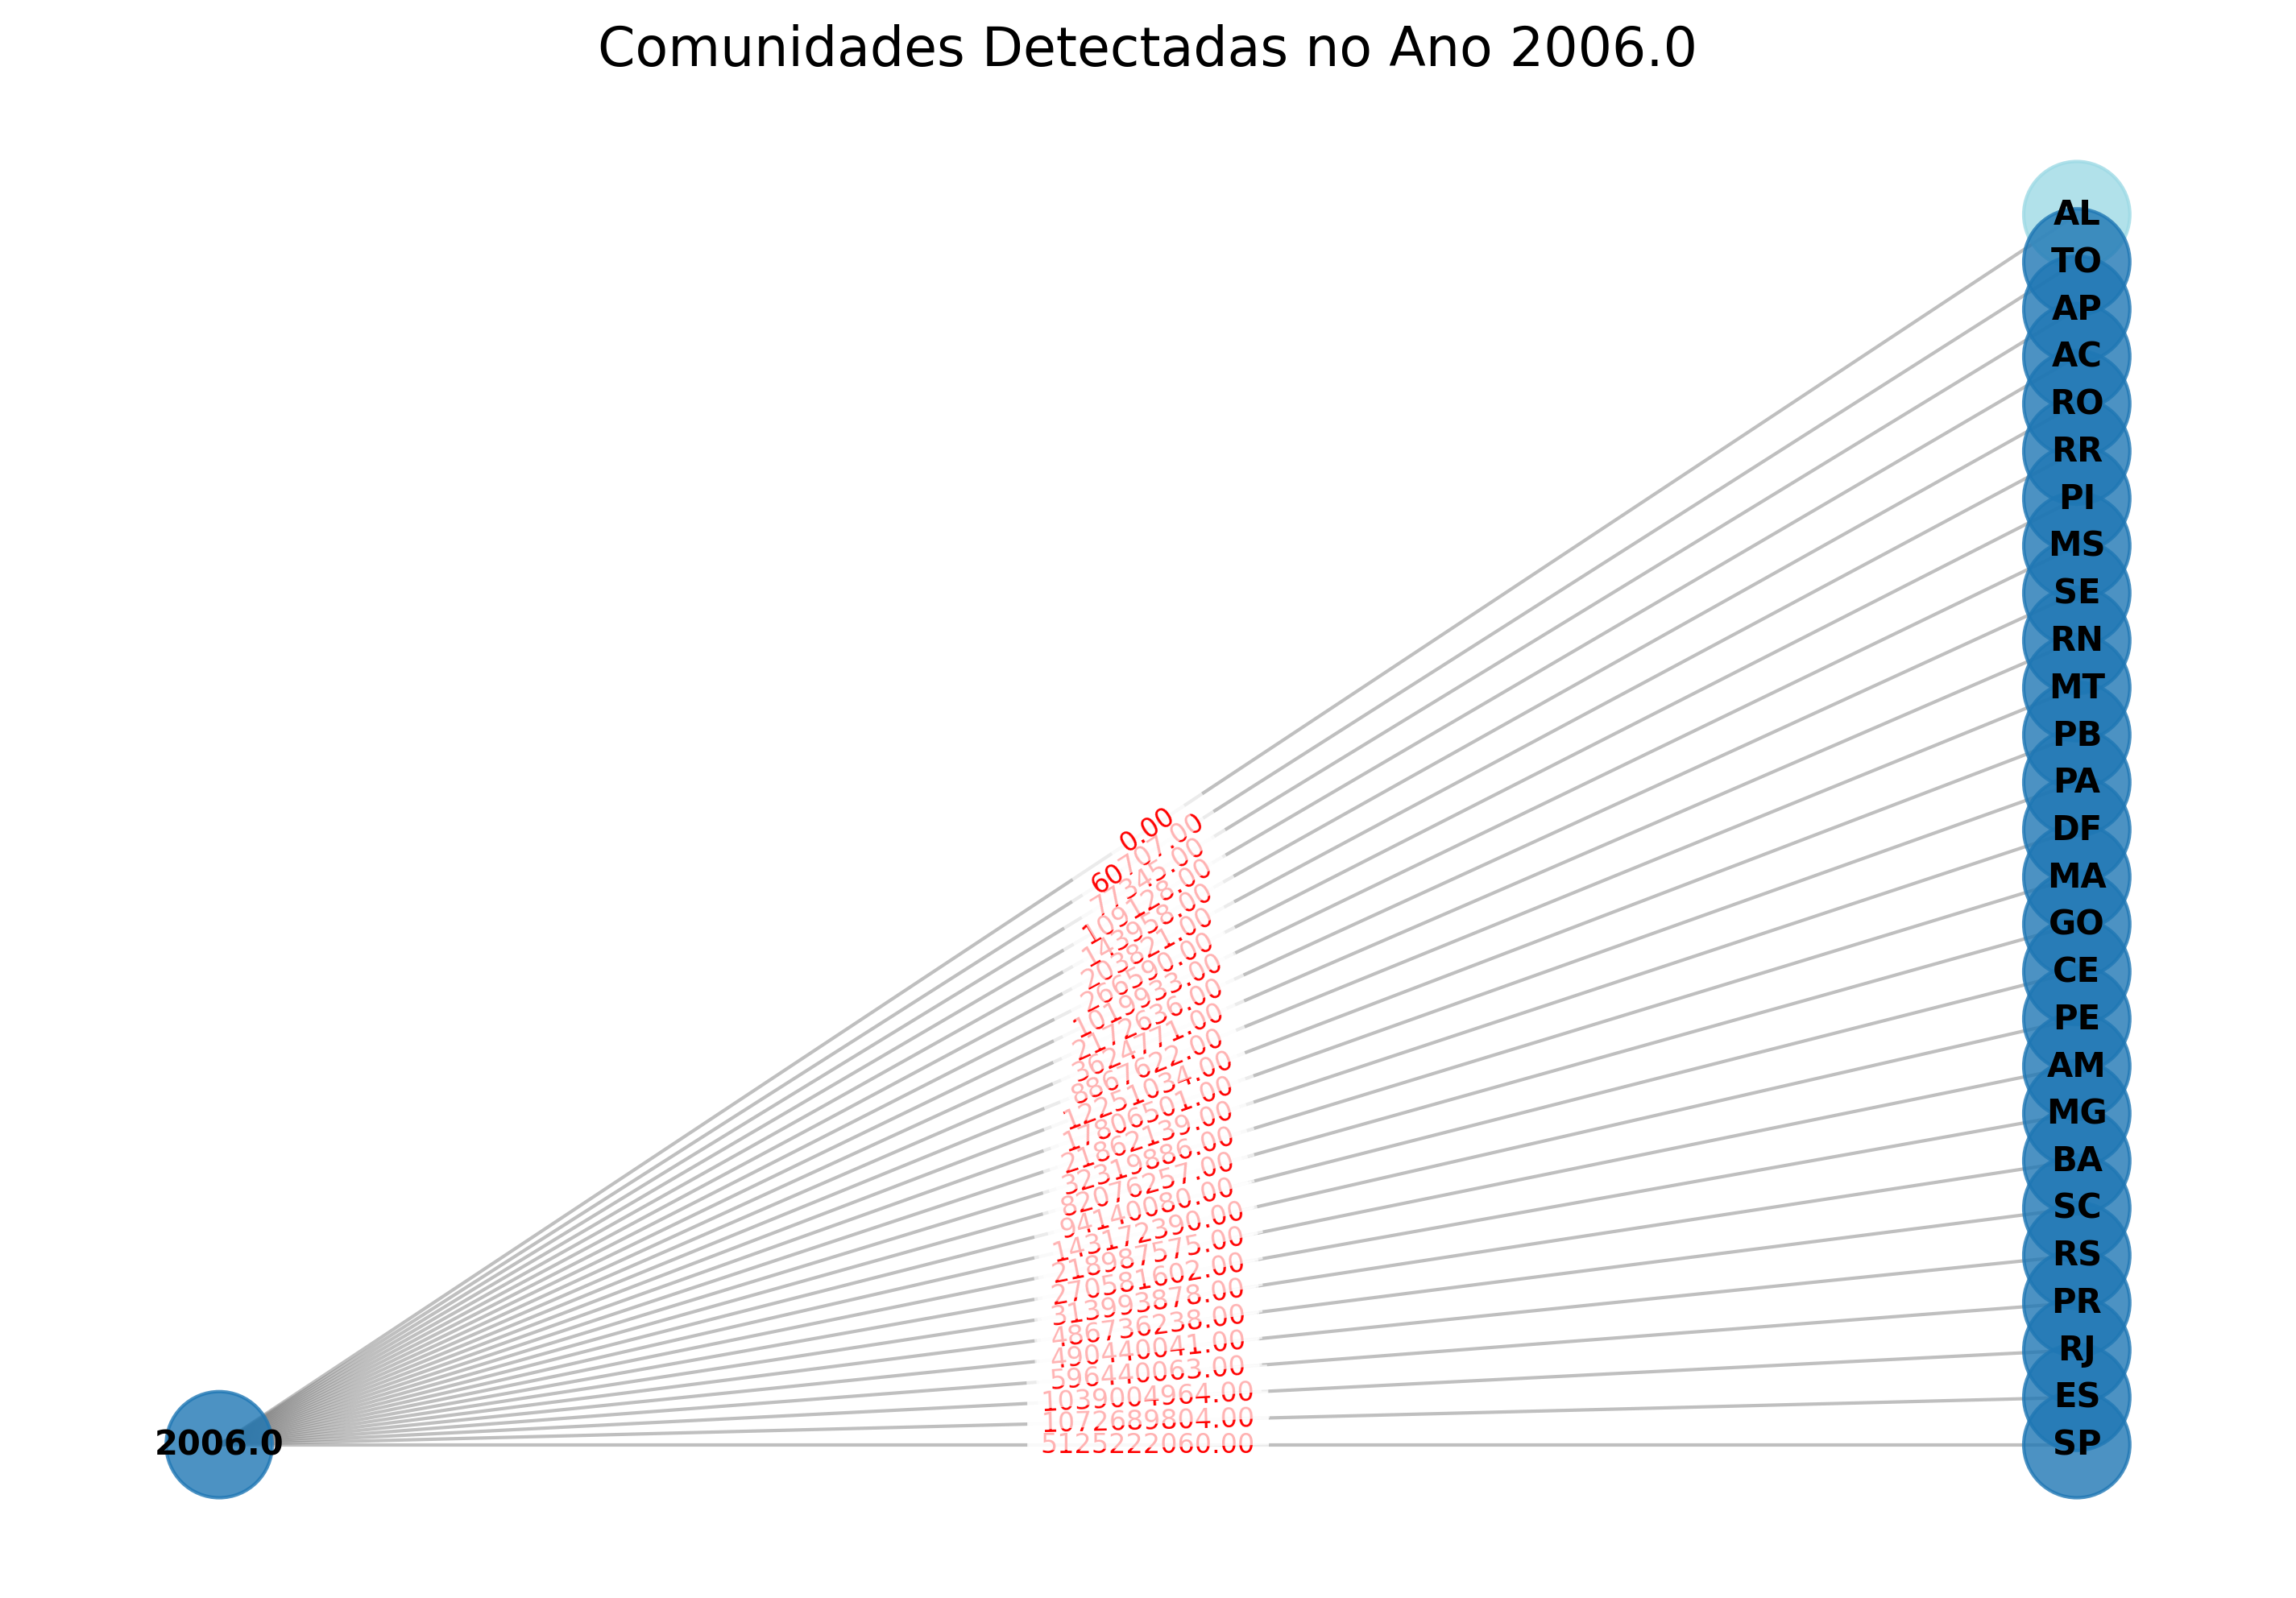 Comunidades Detectadas no Ano 2006.0
AL
TO
AP
AC
RO
RR
PI
MS
SE
RN
MT
PB
PA
DF
MA
GO
CE
PE
AM
MG
BA
SC
RS
PR
RJ
ES
SP
2006.0
0.00
60707.00
77345.00
109128.00
143958.00
203821.00
266590.00
1019933.00
2172636.00
3624771.00
8867622.00
12251034.00
17806501.00
21862139.00
32319886.00
82076257.00
94140080.00
143172390.00
218987575.00
270581602.00
313993878.00
486736238.00
490440041.00
596440063.00
1039004964.00
1072689804.00
5125222060.00